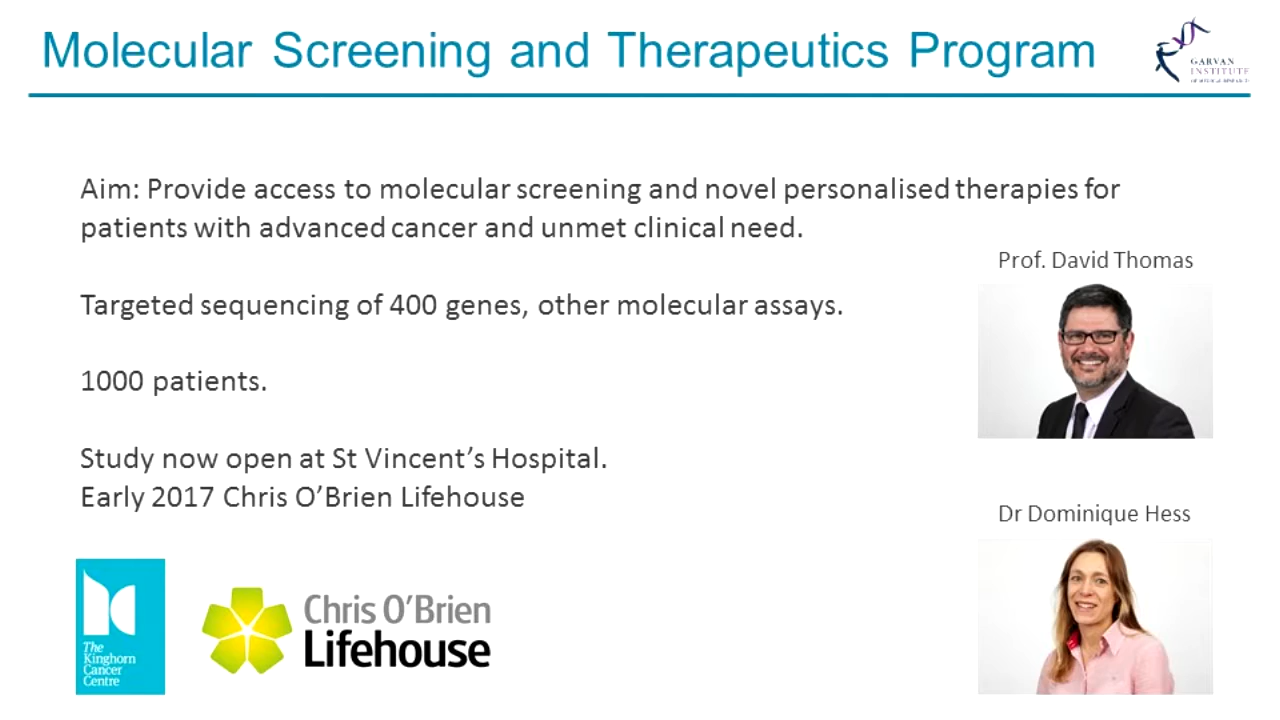 Molecular Screening and Therapeutics Program
GARVAN
INSTITUTE
Aim: Provide access to molecular screening and novel personalised therapies for
patients with advanced cancer and unmet clinical need.
Prof. David Thomas
Targeted sequencing of 400 genes, other molecular assays.
1000 patients.
Study now open at St Vincent’s Hospital.
Early 2017 Chris O’Brien Lifehouse
Dr Dominique Hess
The
Kinghorn
Cancer
Centre
Chris O’Brien
Lifehouse